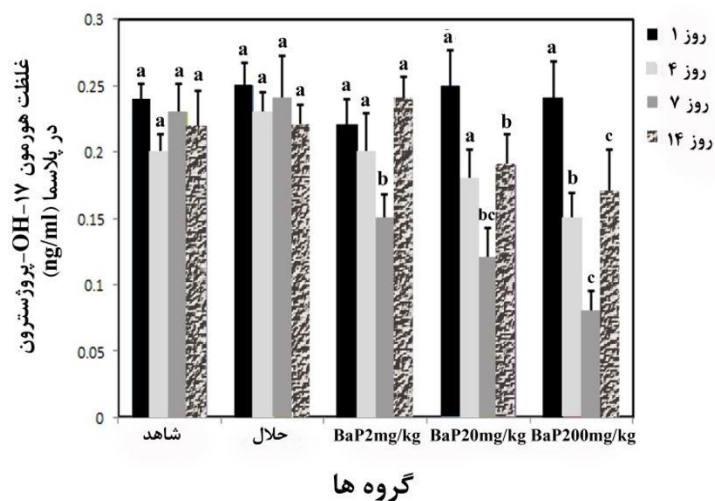 غلظت هورمون ۱۷-OH-پروژسترون
در پلاسما (ng/ml)
0.3
0.25
0.2
0.15
0.1
0.05
0
a a a a
a a a a
a a b a
a a bc b
a b c c
شاهد
حلال
BaP2mg/kg
BaP20mg/kg
BaP200mg/kg
گروه ها
روز ۱
روز ۴
روز ۷
روز ۱۴